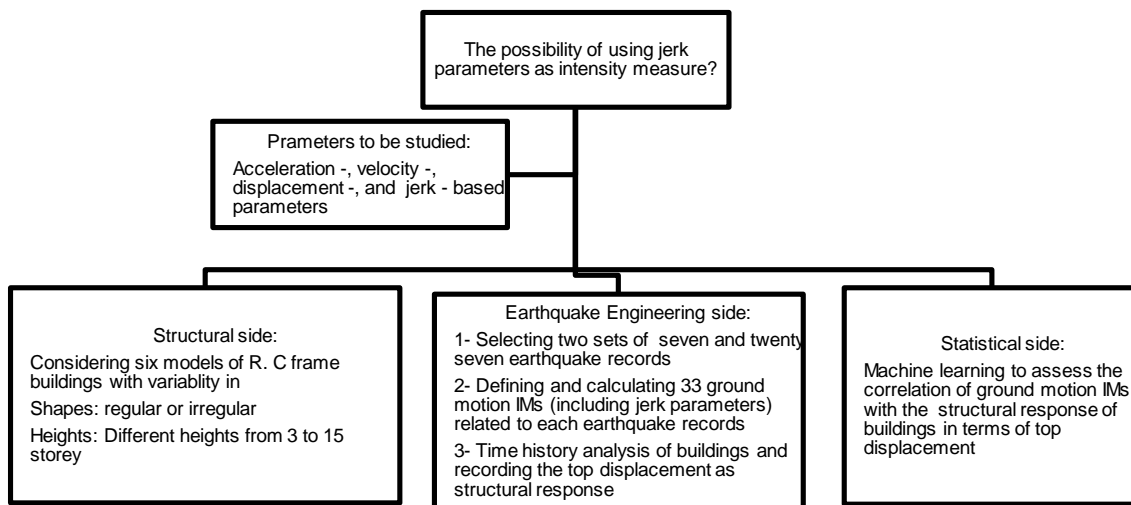 The possibility of using jerk
parameters as intensity measure?
Prameters to be studied:
Acceleration -, velocity -,
displacement -, and jerk - based
parameters
Structural side:
Considering six models of R. C frame
buildings with variablity in
Shapes: regular or irregular
Heights: Different heights from 3 to 15
storey
Earthquake Engineering side:
1- Selecting two sets of seven and twenty
seven earthquake records
2- Defining and calculating 33 ground
motion IMs (including jerk parameters)
related to each earthquake records
3- Time history analysis of buildings and
recording the top displacement as
structural response
Statistical side:
Machine learning to assess the
correlation of ground motion IMs
with the structural response of
buildings in terms of top
displacement